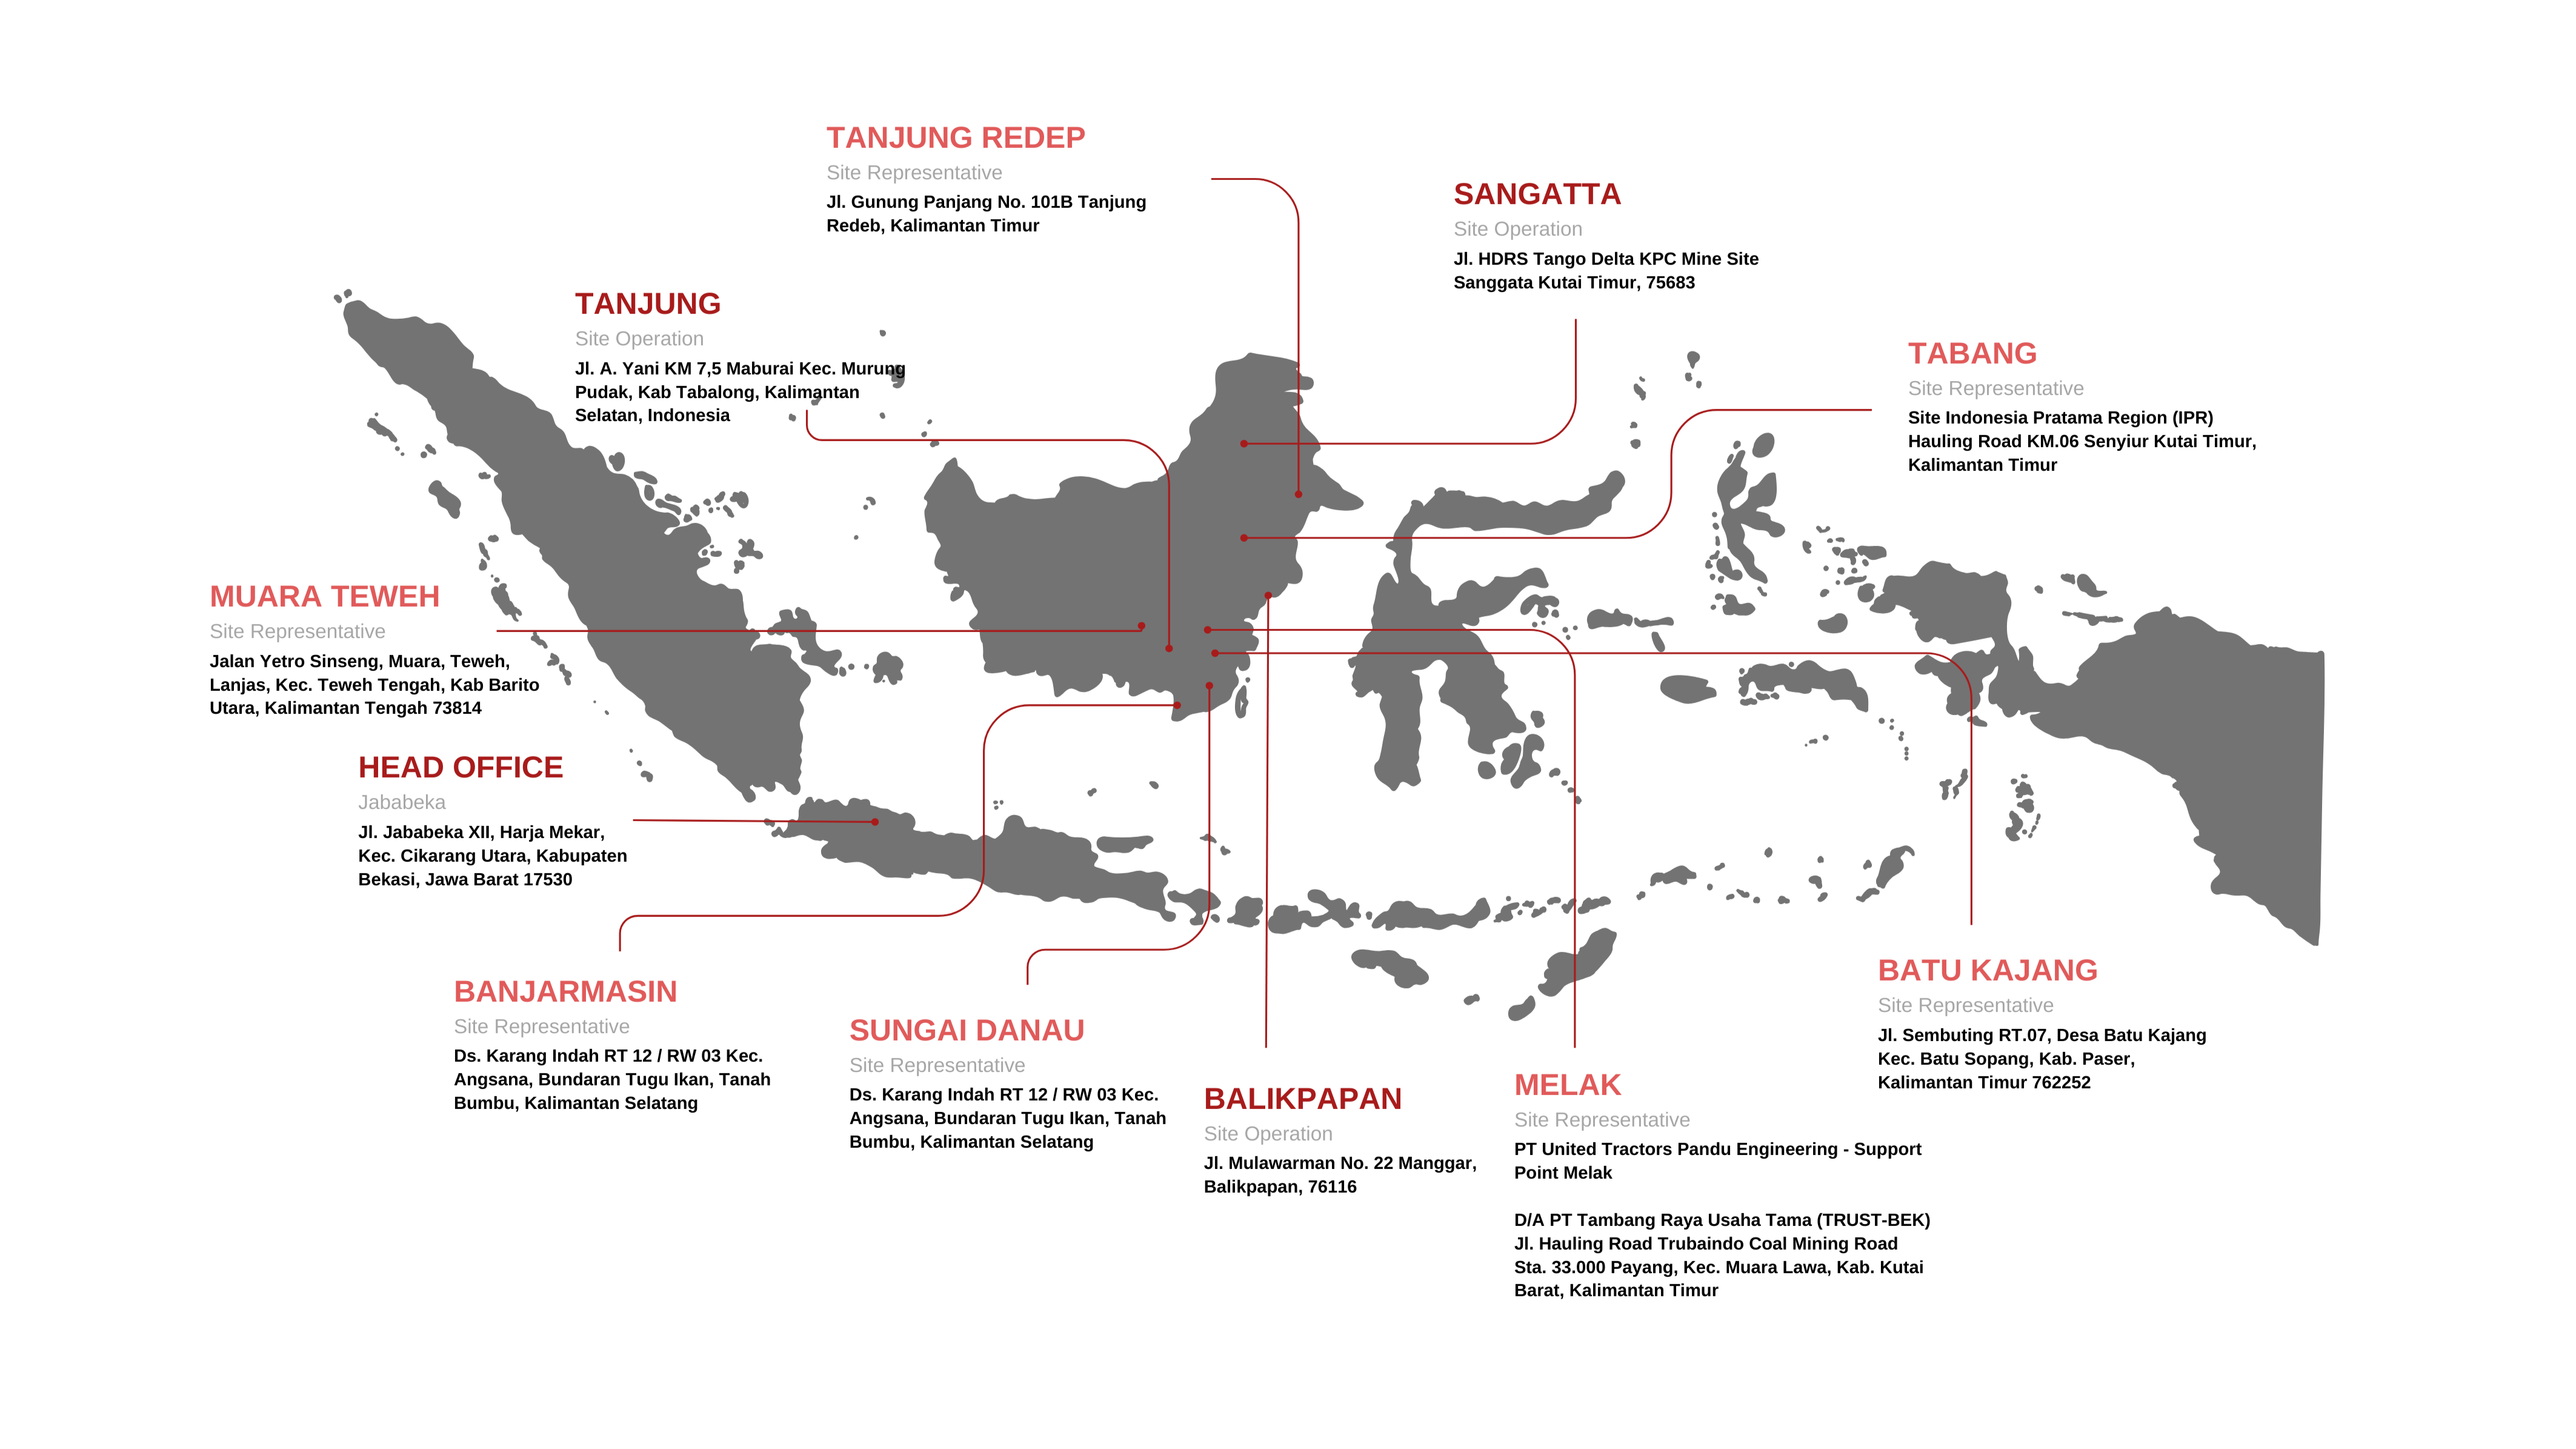 TANJUNG REDEP
Site Representative
Jl. Gunung Panjang No. 101B Tanjung
Redeb, Kalimantan Timur
SANGATTA
Site Operation
Jl. HDRS Tango Delta KPC Mine Site
Sanggata Kutai Timur, 75683
TANJUNG
Site Operation
Jl. A. Yani KM 7,5 Maburai Kec. Murung
Pudak, Kab Tabalong, Kalimantan
Selatan, Indonesia
TABANG
Site Representative
Site Indonesia Pratama Region (IPR)
Hauling Road KM.06 Senyiur Kutai Timur,
Kalimantan Timur
MUARA TEWEH
Site Representative
Jalan Yetro Sinseng, Muara, Teweh,
Lanjas, Kec. Teweh Tengah, Kab Barito
Utara, Kalimantan Tengah 73814
HEAD OFFICE
Jababeka
Jl. Jababeka XII, Harja Mekar,
Kec. Cikarang Utara, Kabupaten
Bekasi, Jawa Barat 17530
BANJARMASIN
Site Representative
Ds. Karang Indah RT 12 / RW 03 Kec.
Angsana, Bundaran Tugu Ikan, Tanah
Bumbu, Kalimantan Selatang
SUNGAI DANAU
Site Representative
Ds. Karang Indah RT 12 / RW 03 Kec.
Angsana, Bundaran Tugu Ikan, Tanah
Bumbu, Kalimantan Selatang
BALIKPAPAN
Site Operation
Jl. Mulawarman No. 22 Manggar,
Balikpapan, 76116
MELAK
Site Representative
PT United Tractors Pandu Engineering - Support
Point Melak
D/A PT Tambang Raya Usaha Tama (TRUST-BEK)
Jl. Hauling Road Trubaindo Coal Mining Road
Sta. 33.000 Payang, Kec. Muara Lawa, Kab. Kutai
Barat, Kalimantan Timur
BATU KAJANG
Site Representative
Jl. Sembuting RT.07, Desa Batu Kajang
Kec. Batu Sopang, Kab. Paser,
Kalimantan Timur 762252